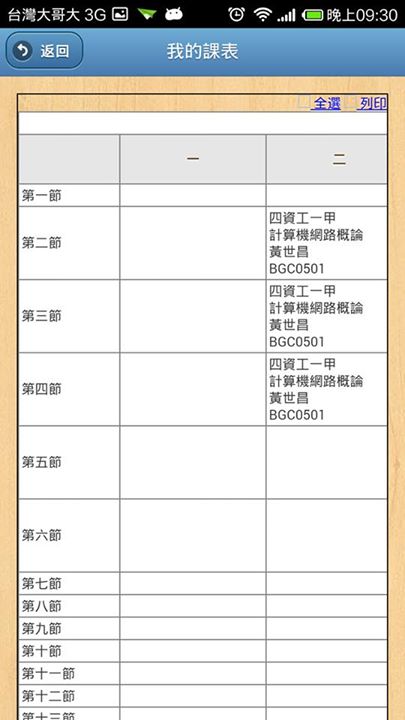 台灣大哥大 3G 晚上09:30
返回 我的課表
全選 列印
一 二
第一節
第二節
四資工一甲
計算機網路概論
黃世昌
BGC0501
第三節
四資工一甲
計算機網路概論
黃世昌
BGC0501
第四節
四資工一甲
計算機網路概論
黃世昌
BGC0501
第五節
第六節
第七節
第八節
第九節
第十節
第十一節
第十二節
第十三節